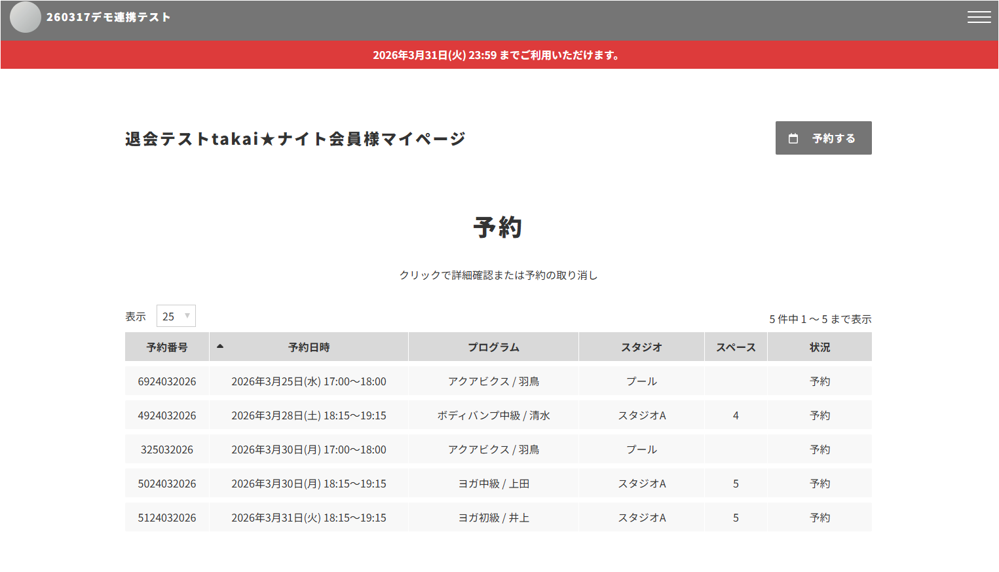 260317デモ連携テスト
2026年3月31日(火) 23:59 までご利用いただけます。
退会テストtakai★ナイト会員様マイページ
予約する
予約
クリックで詳細確認または予約の取り消し
表示 25
5 件中 1 〜 5 まで表示
予約番号 予約日時 プログラム スタジオ スペース 状況
6924032026 2026年3月25日(水) 17:00〜18:00 アクアビクス / 羽鳥 プール 予約
4924032026 2026年3月28日(土) 18:15〜19:15 ボディバンプ中級 / 清水 スタジオA 4 予約
325032026 2026年3月30日(月) 17:00〜18:00 アクアビクス / 羽鳥 プール 予約
5024032026 2026年3月30日(月) 18:15〜19:15 ヨガ中級 / 上田 スタジオA 5 予約
5124032026 2026年3月31日(火) 18:15〜19:15 ヨガ初級 / 井上 スタジオA 5 予約